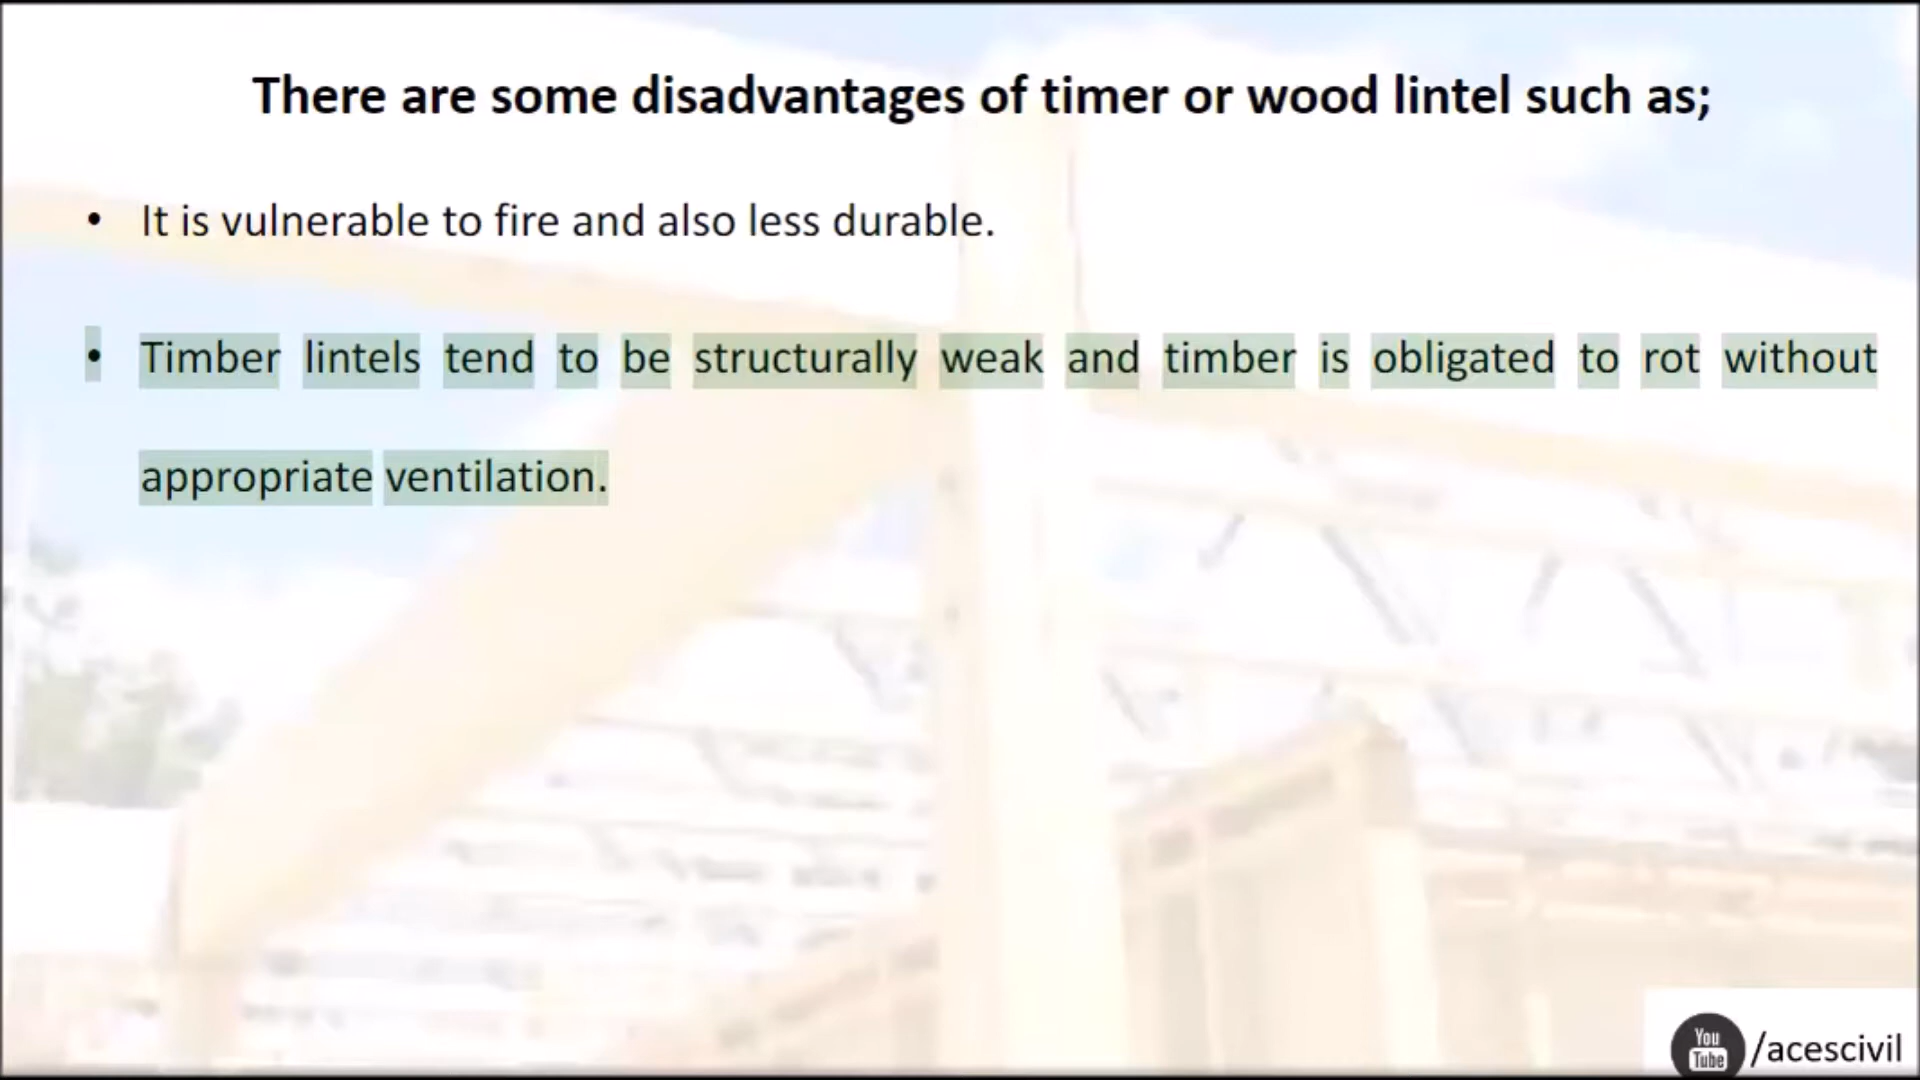 There are some disadvantages of timer or wood lintel such as;
• It is vulnerable to fire and also less durable.
• Timber lintels tend to be structurally weak and timber is obligated to rot without
appropriate ventilation.
You
Tube
/acescivil